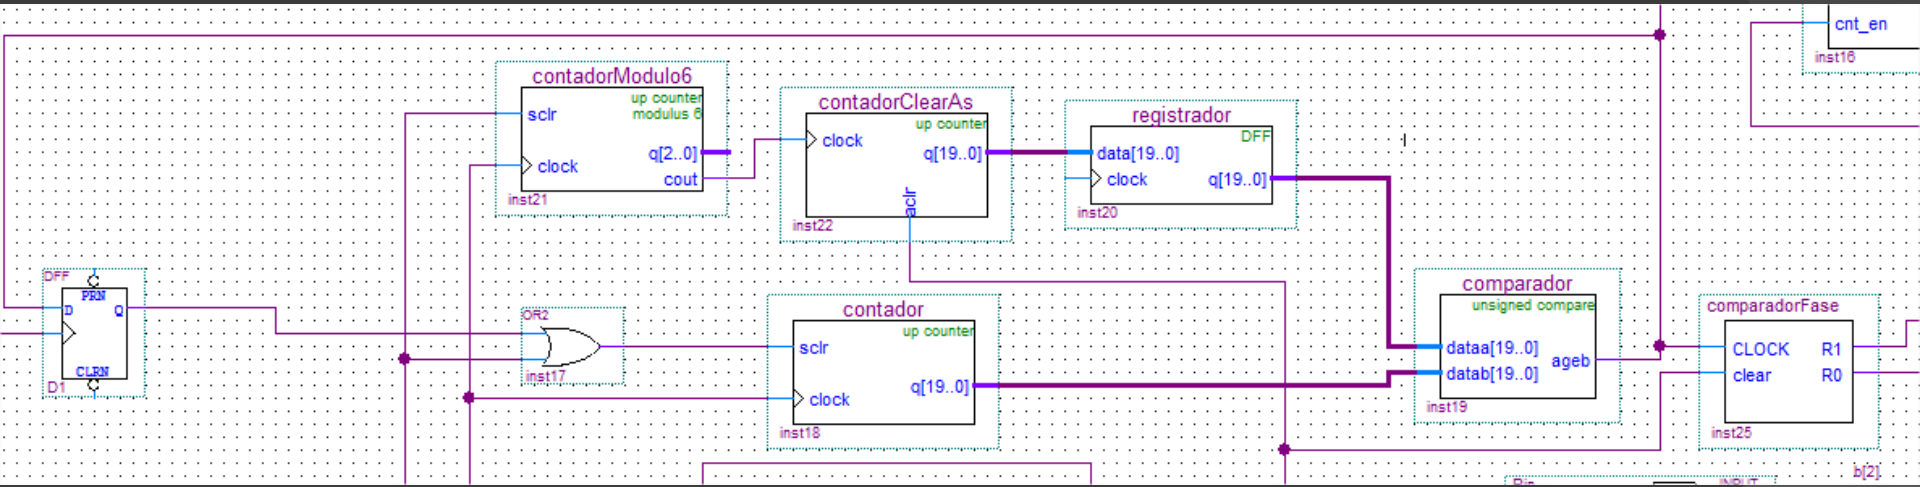 cnt_en
inst16
contadorModulo6
up counter
modulus 6
sclr
q[2..0]
clock
cout
inst21
contadorClearAs
up counter
clock
q[19..0]
aclr
inst22
registrador
DFF
data[19..0]
clock
q[19..0]
inst20
DFF
PRN
D
Q
CLRN
D1
OR2
inst17
contador
up counter
sclr
q[19..0]
clock
inst18
comparador
unsigned compare
dataa[19..0]
ageb
datab[19..0]
inst19
comparadorFase
CLOCK
R1
clear
R0
inst25
b[2]